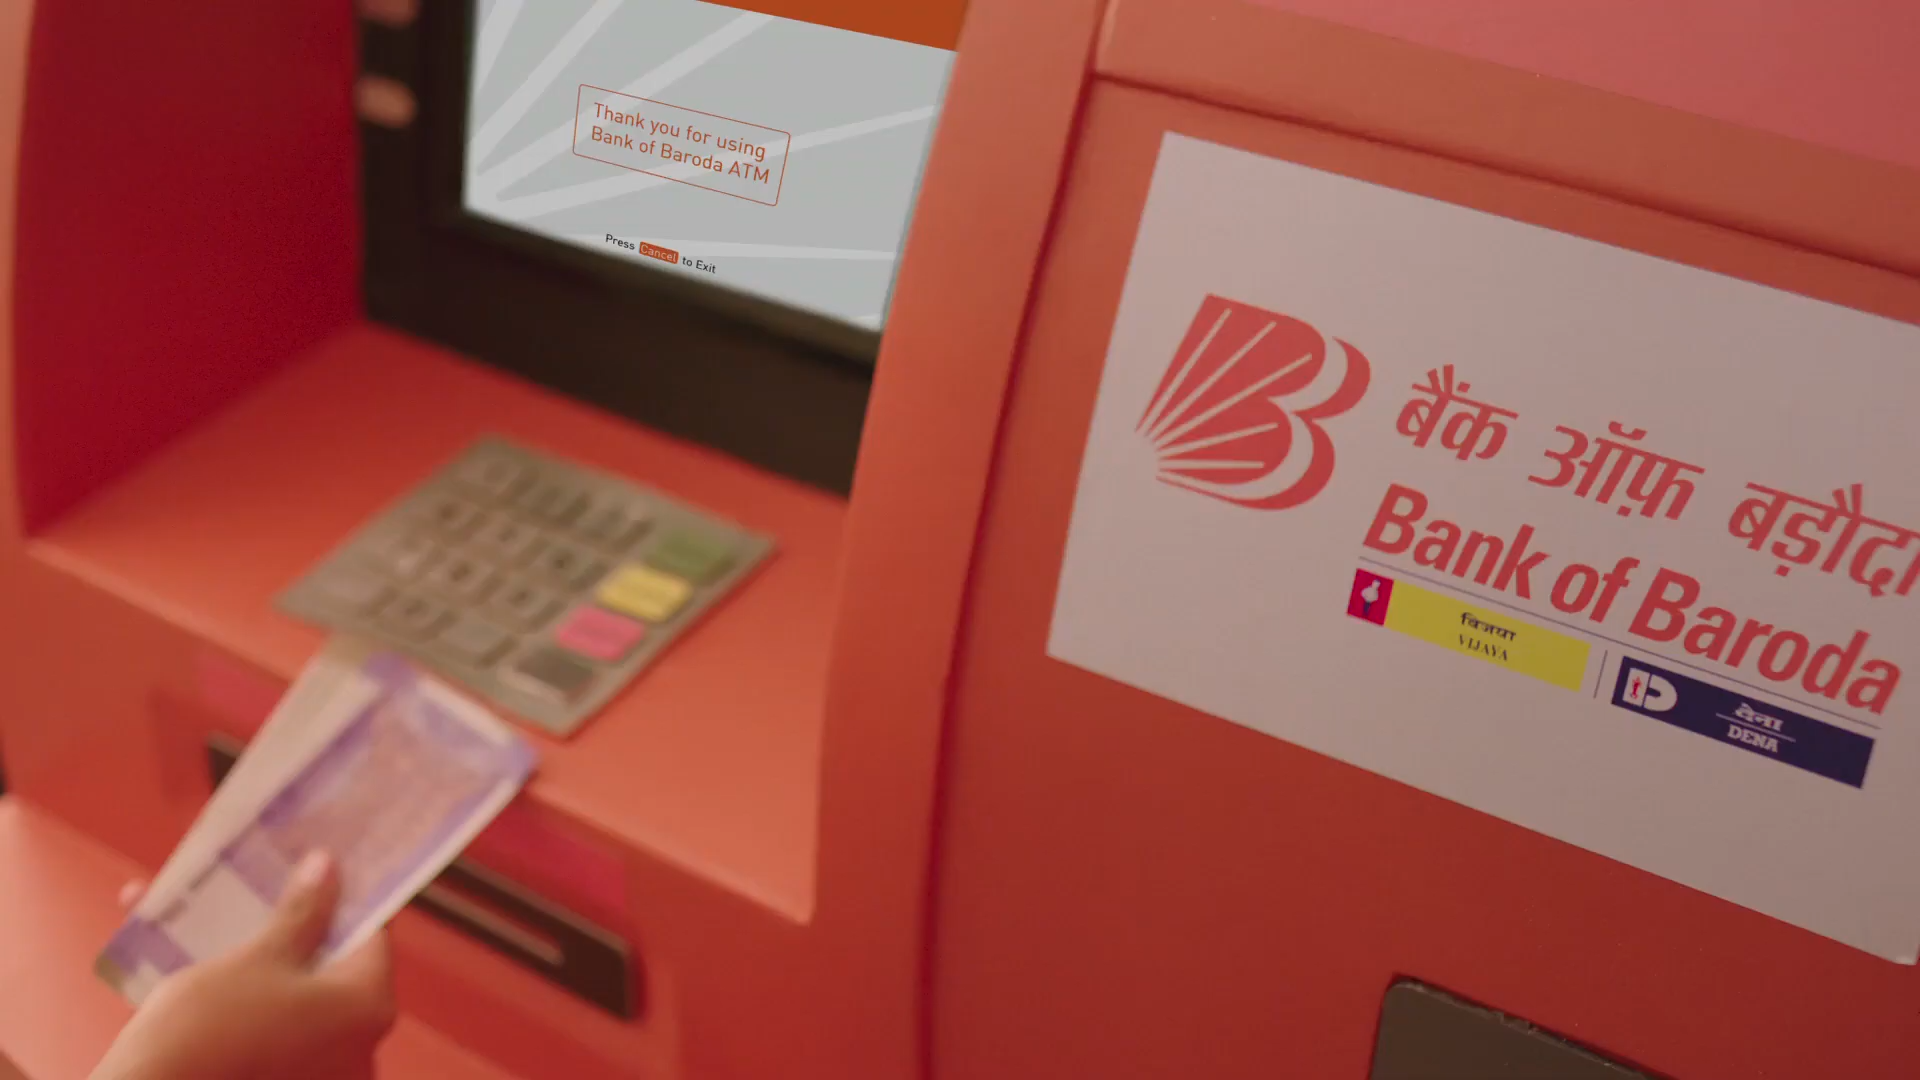 Thank you for using
Bank of Baroda ATM
Press Cancel to Exit
बैंक ऑफ़ बड़ौदा
Bank of Baroda
विजया
VIJAYA
देना
DENA